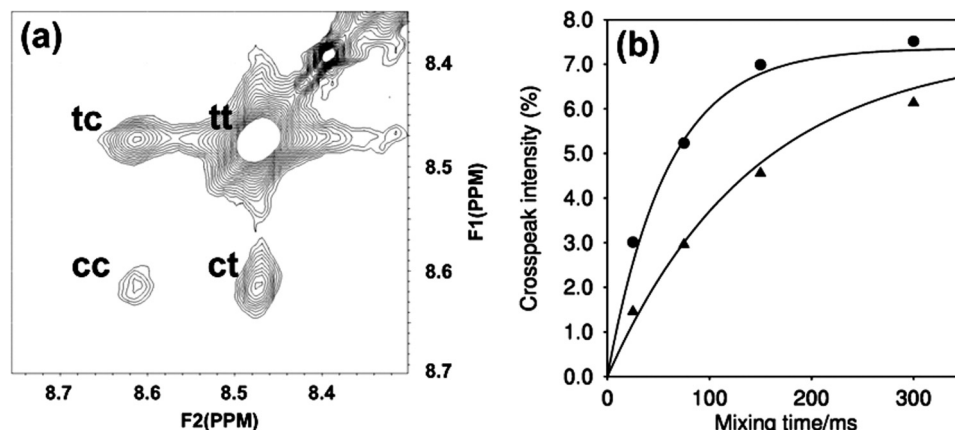 (a)
tc
tt
cc
ct
8.4
8.5
8.6
8.7
F1(PPM)
8.7
8.6
8.5
8.4
F2(PPM)
(b)
8.0
7.0
6.0
5.0
4.0
3.0
2.0
1.0
0.0
Crosspeak intensity (%)
0
100
200
300
Mixing time/ms